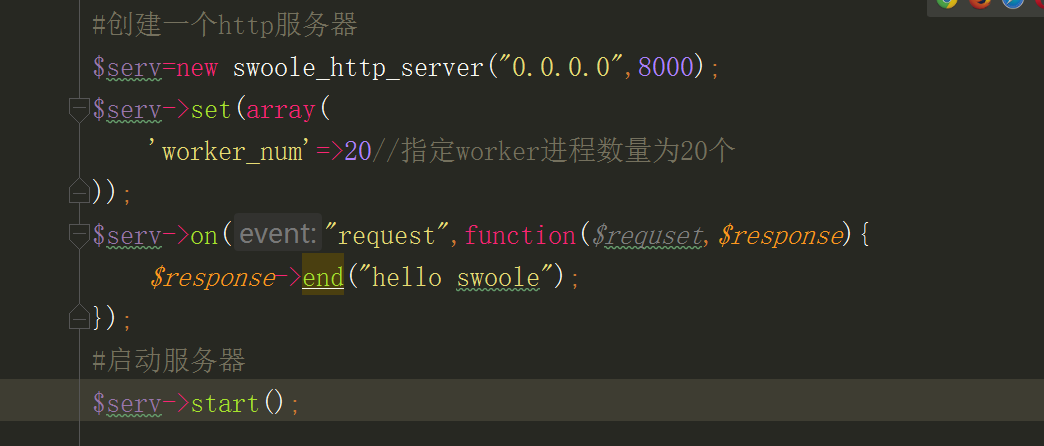 #创建一个http服务器
$serv=new swoole_http_server("0.0.0.0",8000);
$serv->set(array(
'worker_num'=>20//指定worker进程数量为20个
));
$serv->on( event: "request",function($requset,$response){
$response->end("hello swoole");
});
#启动服务器
$serv->start();